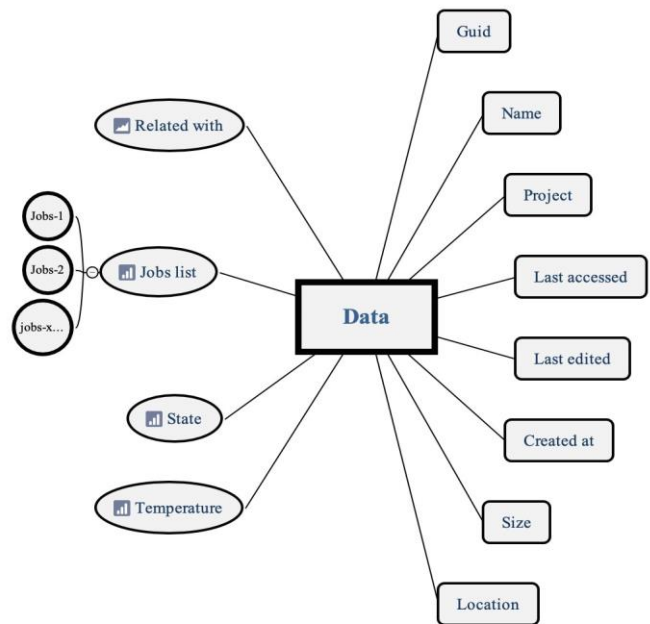 Guid
Name
Project
Last accessed
Last edited
Created at
Size
Location
Data
Related with
Jobs list
Jobs-1
Jobs-2
jobs-x...
State
Temperature